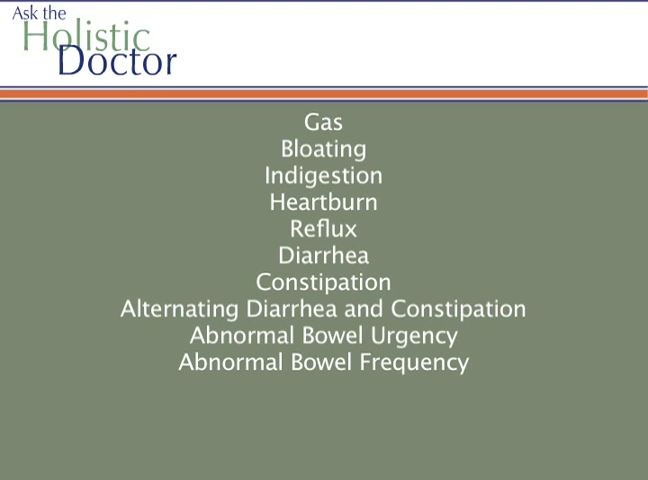 Ask the
Holistic
Doctor
Gas
Bloating
Indigestion
Heartburn
Reflux
Diarrhea
Constipation
Alternating Diarrhea and Constipation
Abnormal Bowel Urgency
Abnormal Bowel Frequency